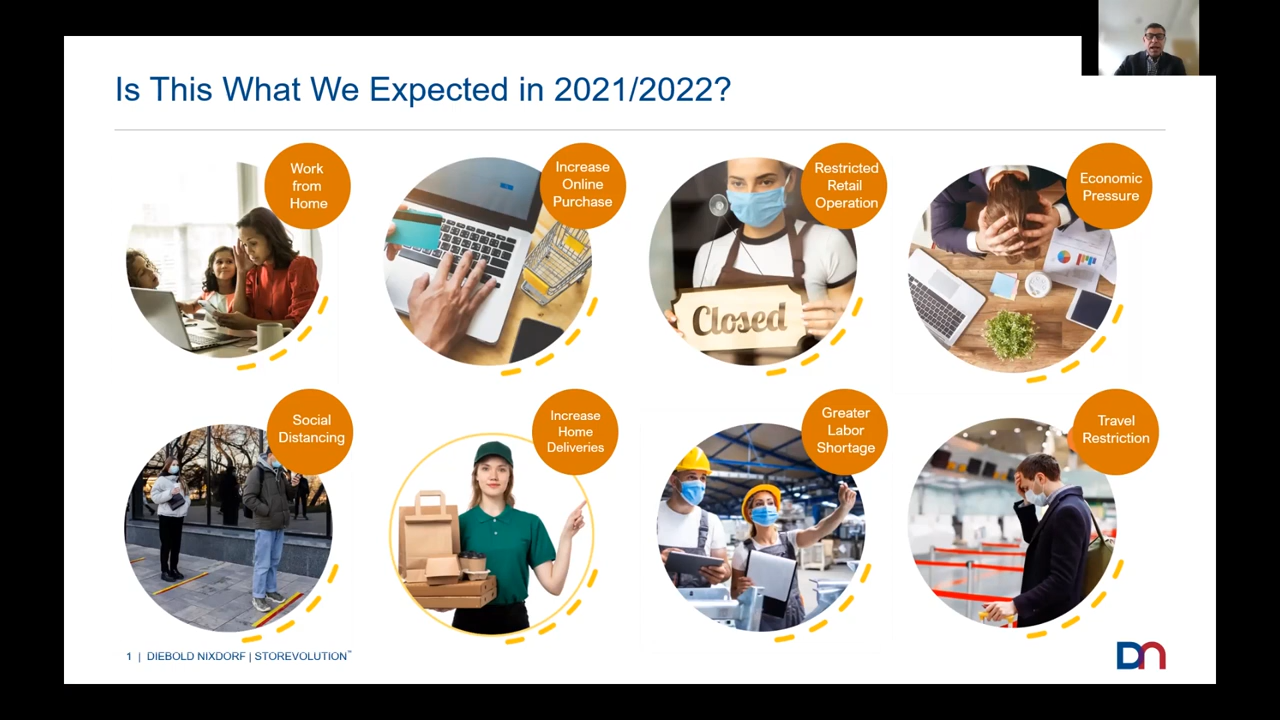 Is This What We Expected in 2021/2022?
Work
from
Home
Increase
Online
Purchase
Restricted
Retail
Operation
Economic
Pressure
Closed
Social
Distancing
Increase
Home
Deliveries
Greater
Labor
Shortage
Travel
Restriction
1 | DIEBOLD NIXDORF | STOREVOLUTION™
DN